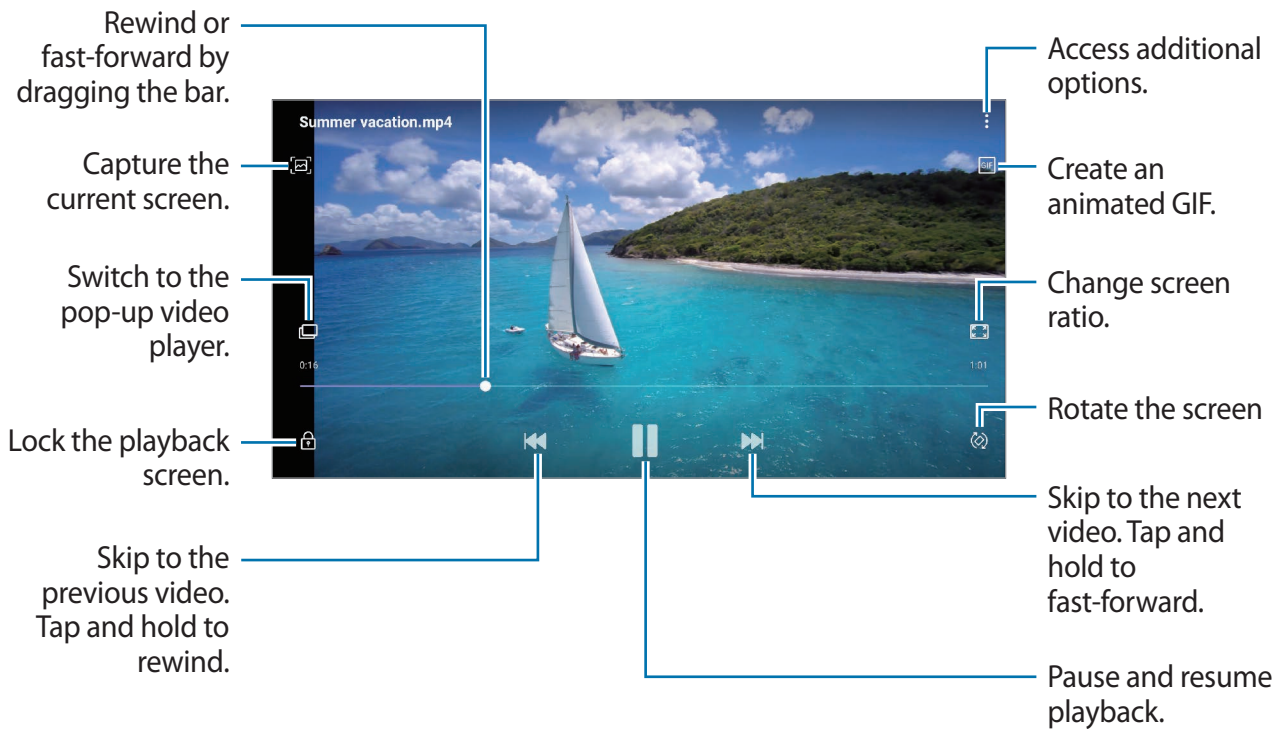 Rewind or
fast-forward by
dragging the bar.
Capture the
current screen.
Switch to the
pop-up video
player.
Lock the playback
screen.
Skip to the
previous video.
Tap and hold to
rewind.
Summer vacation.mp4
GIF
0:16
1:01
Access additional
options.
Create an
animated GIF.
Change screen
ratio.
Rotate the screen
Skip to the next
video. Tap and
hold to
fast-forward.
Pause and resume
playback.